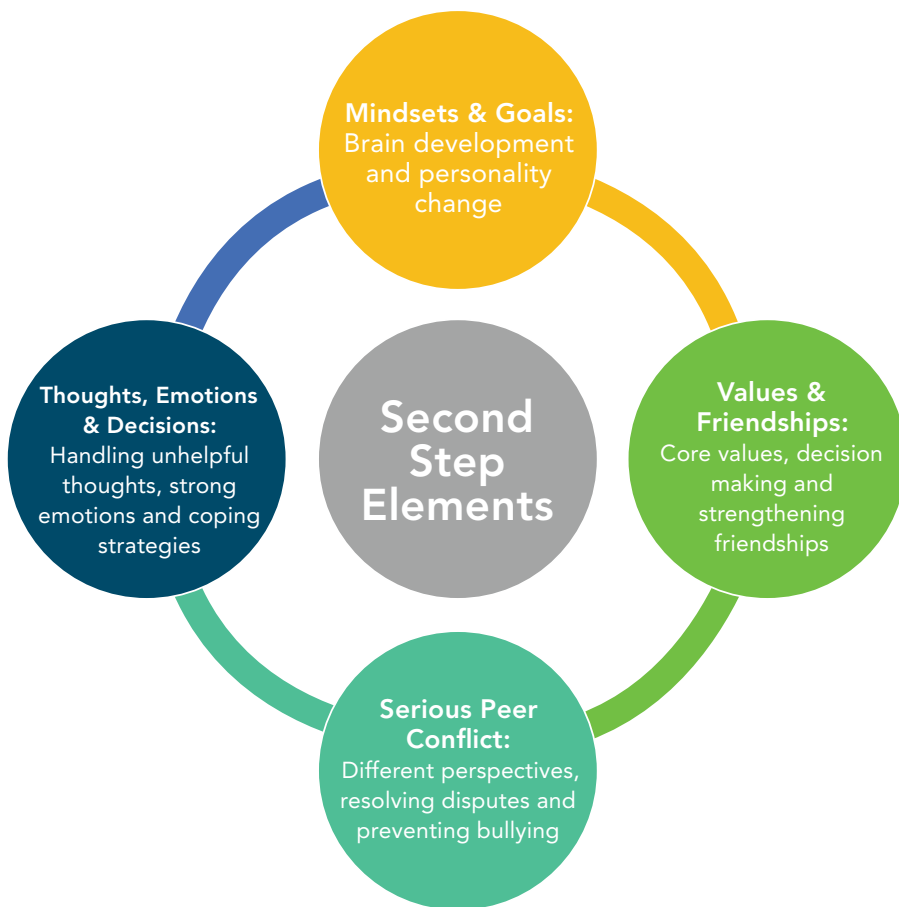 Mindsets & Goals:
Brain development
and personality
change
Thoughts, Emotions
& Decisions:
Handling unhelpful
thoughts, strong
emotions and coping
strategies
Second
Step
Elements
Values &
Friendships:
Core values, decision
making and
strengthening
friendships
Serious Peer
Conflict:
Different perspectives,
resolving disputes and
preventing bullying